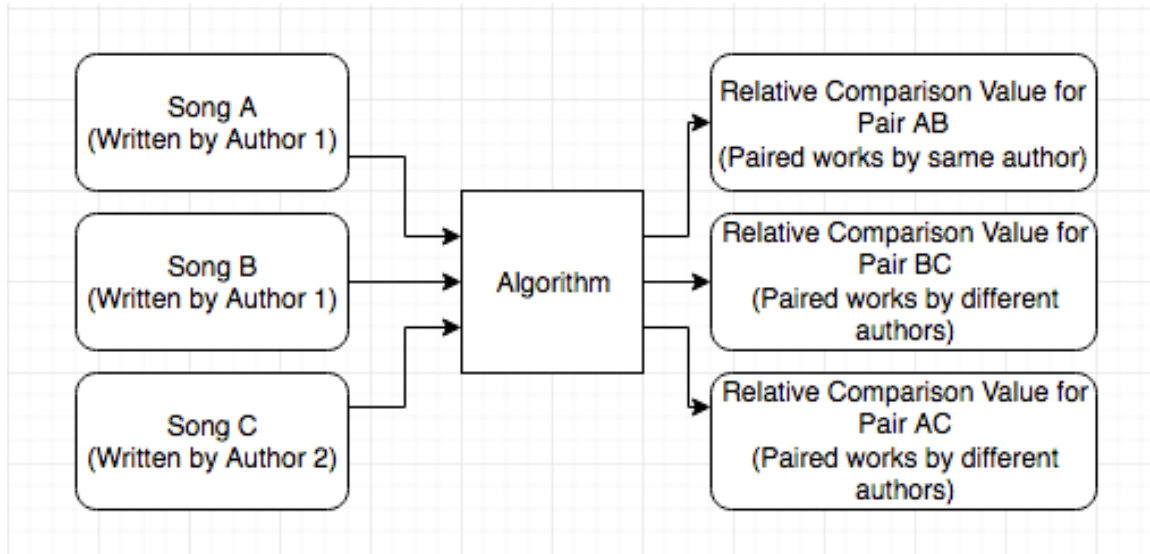 Song A
(Written by Author 1)
Song B
(Written by Author 1)
Song C
(Written by Author 2)
Algorithm
Relative Comparison Value for
Pair AB
(Paired works by same author)
Relative Comparison Value for
Pair BC
(Paired works by different
authors)
Relative Comparison Value for
Pair AC
(Paired works by different
authors)